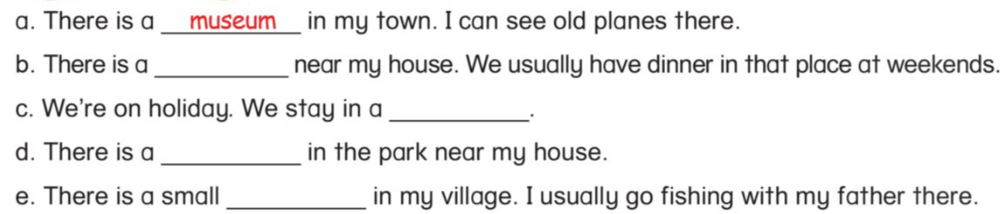 a. There is a museum in my town. I can see old planes there.
b. There is a __________ near my house. We usually have dinner in that place at weekends.
c. We're on holiday. We stay in a __________.
d. There is a __________ in the park near my house.
e. There is a small __________ in my village. I usually go fishing with my father there.